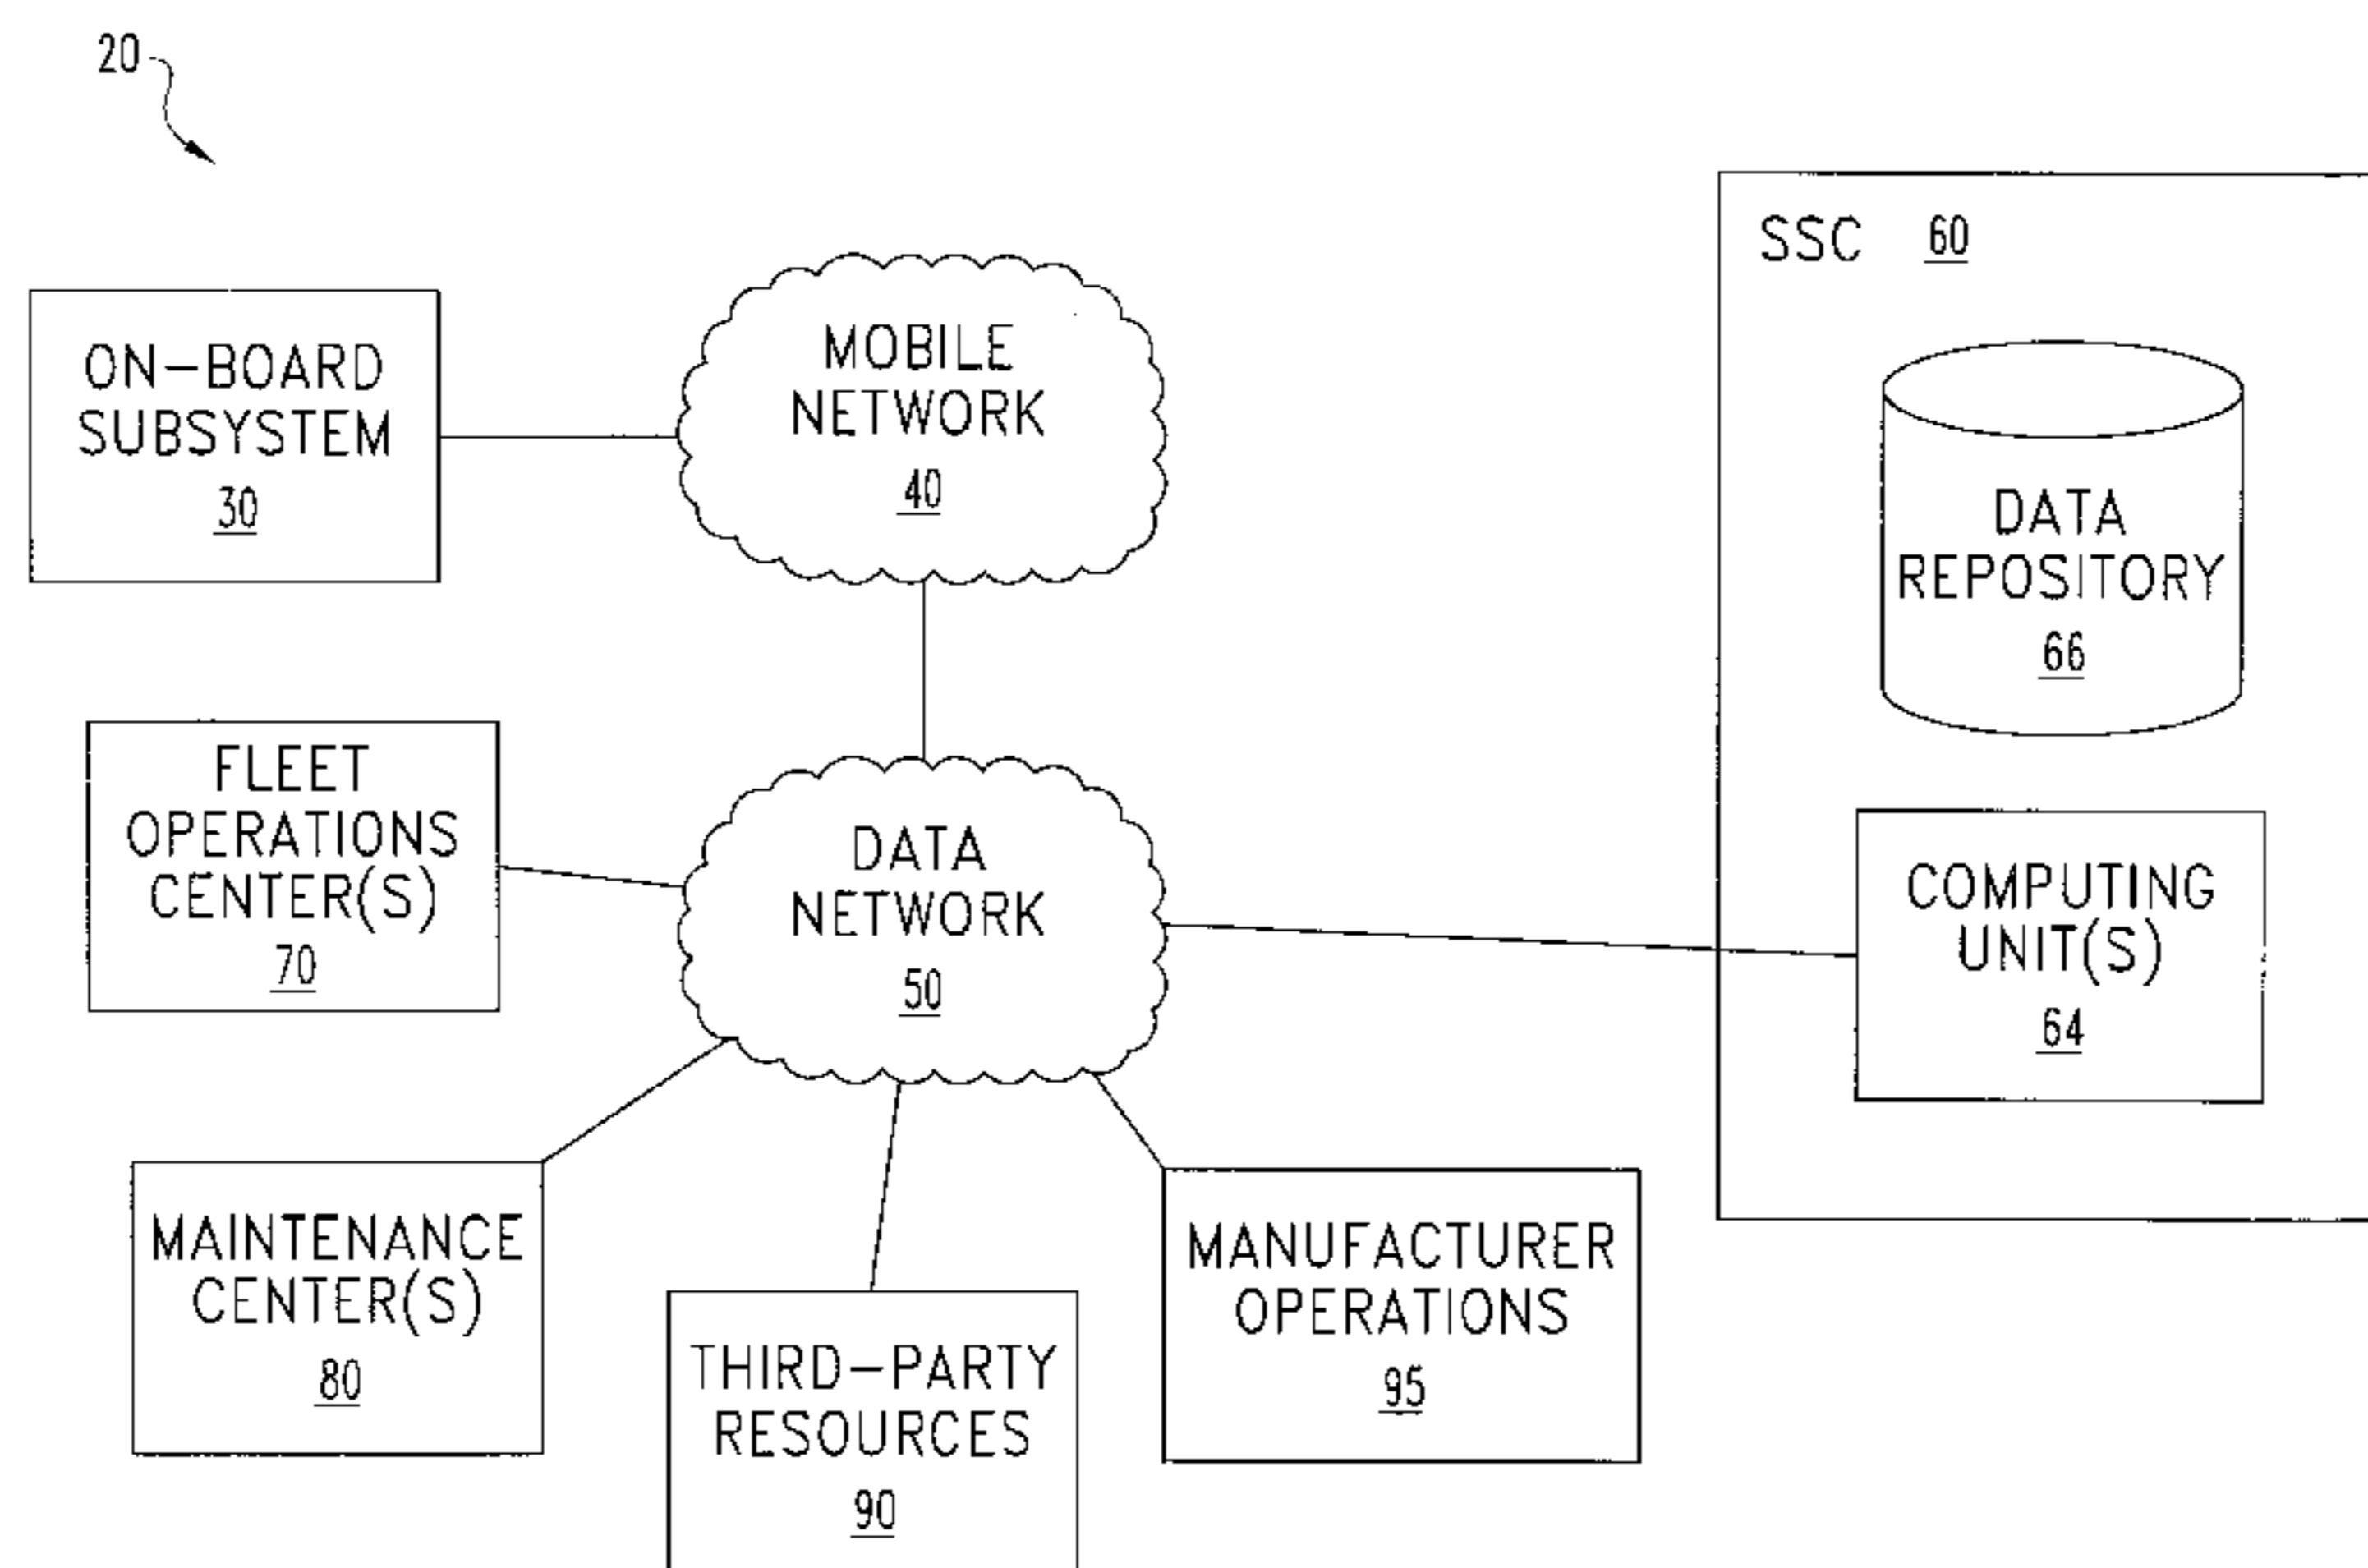 20
ON-BOARD
SUBSYSTEM
30
MOBILE
NETWORK
40
SSC 60
DATA
REPOSITORY
66
FLEET
OPERATIONS
CENTER(S)
70
DATA
NETWORK
50
COMPUTING
UNIT(S)
64
MAINTENANCE
CENTER(S)
80
THIRD-PARTY
RESOURCES
90
MANUFACTURER
OPERATIONS
95